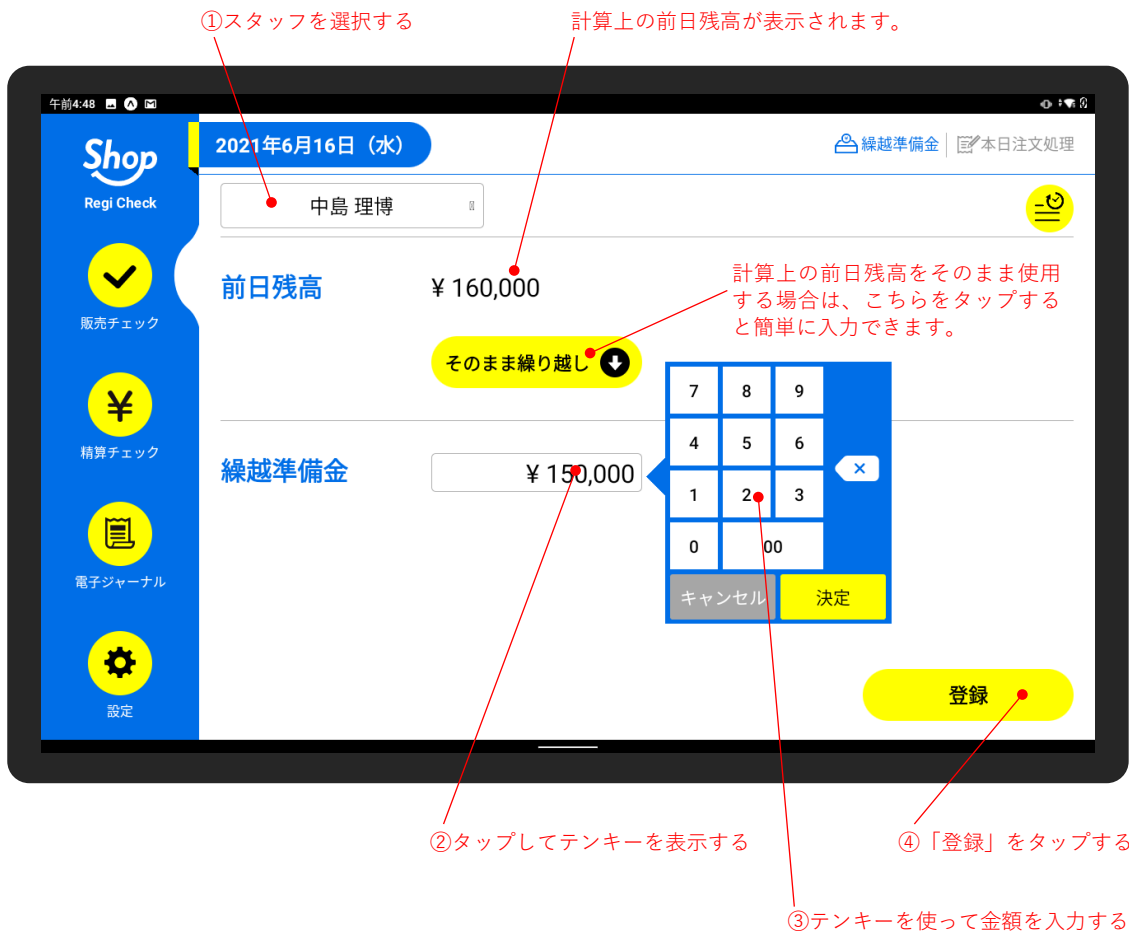 ①スタッフを選択する
計算上の前日残高が表示されます。
午前4:48
Shop
Regi Check
2021年6月16日（水）
繰越準備金
本日注文処理
中島 理博
販売チェック
前日残高
¥ 160,000
計算上の前日残高をそのまま使用
する場合は、こちらをタップする
と簡単に入力できます。
そのまま繰り越し
精算チェック
繰越準備金
¥ 150,000
7 8 9
4 5 6
1 2 3
0 00
キャンセル 決定
電子ジャーナル
設定
登録
②タップしてテンキーを表示する
④「登録」をタップする
③テンキーを使って金額を入力する